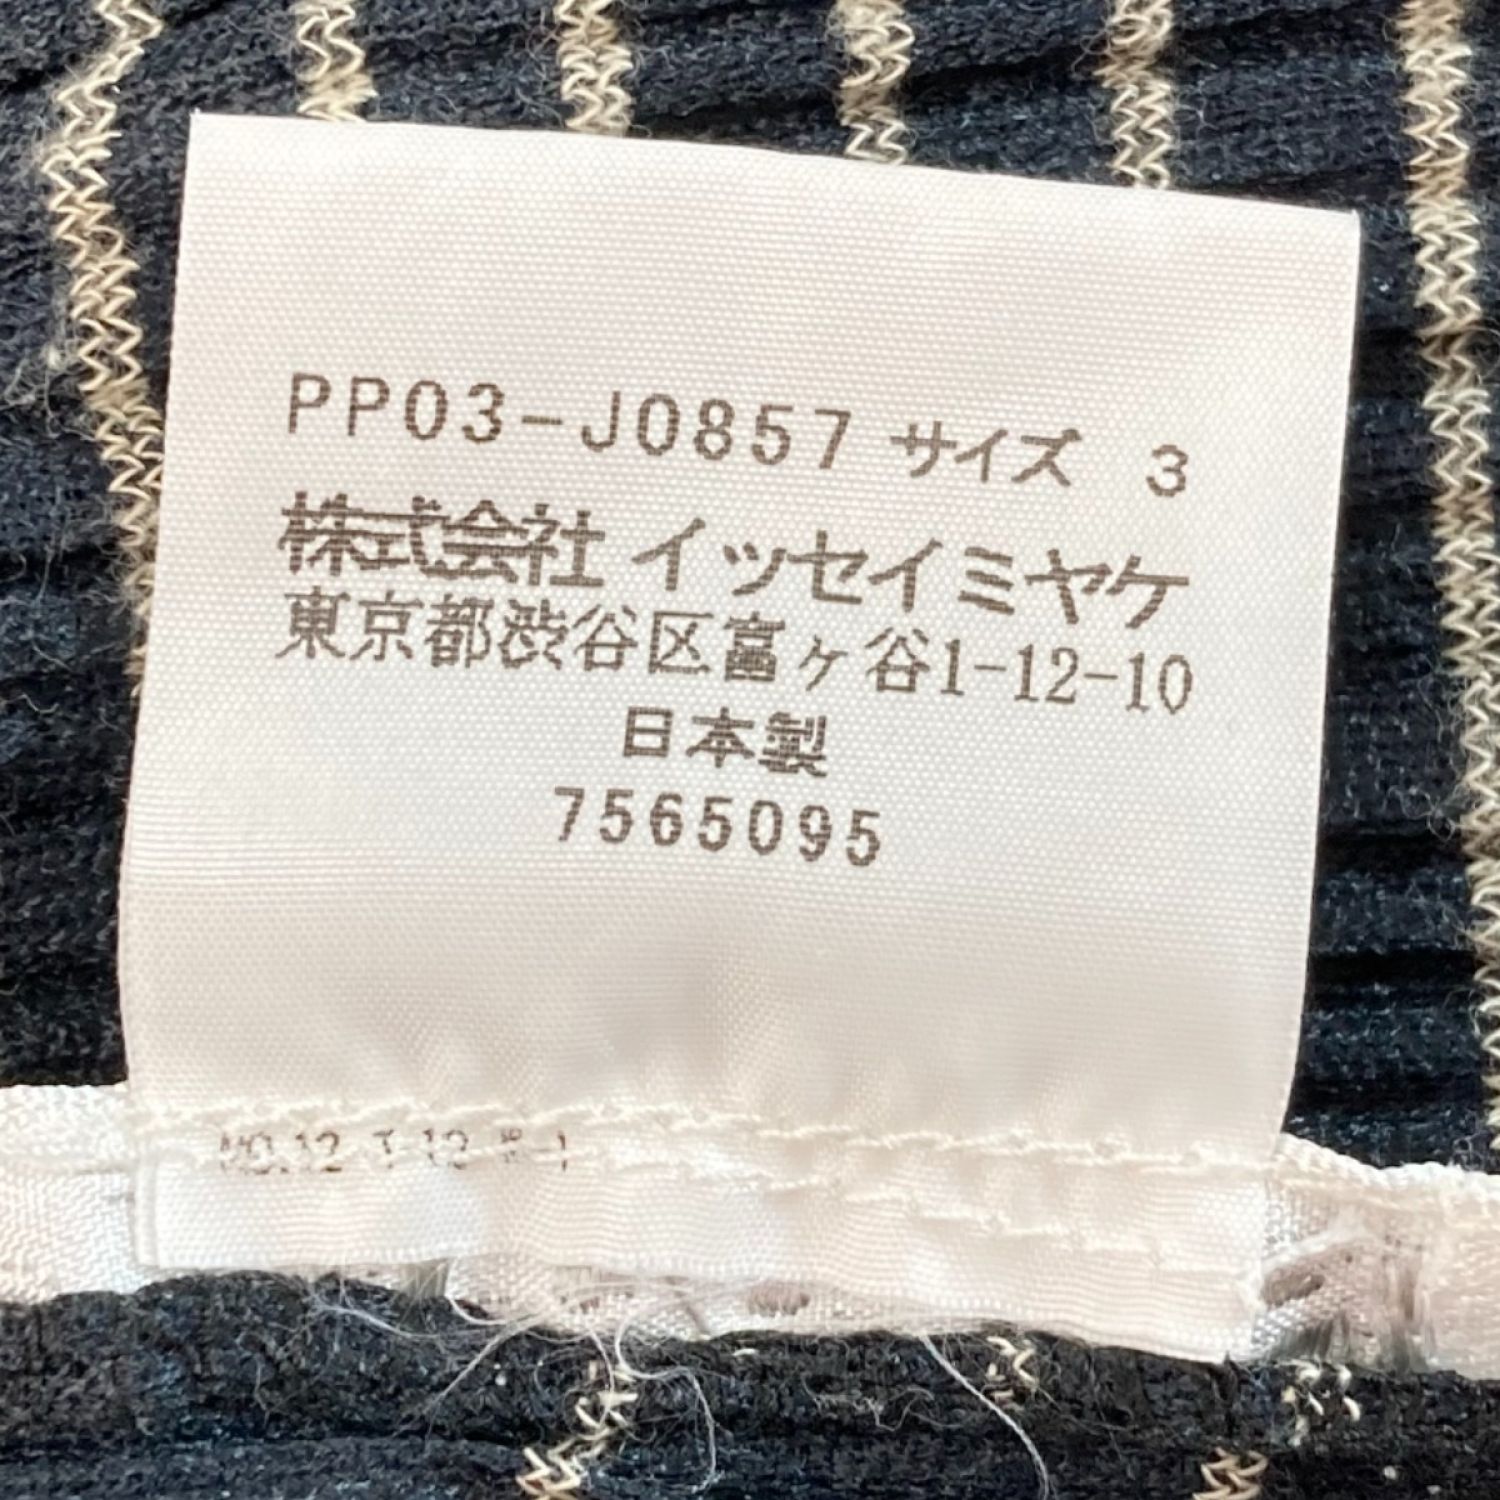 PP03-J0857 サイズ 3
株式会社 イッセイミヤケ
東京都渋谷区富ヶ谷1-12-10
日本製
7565095